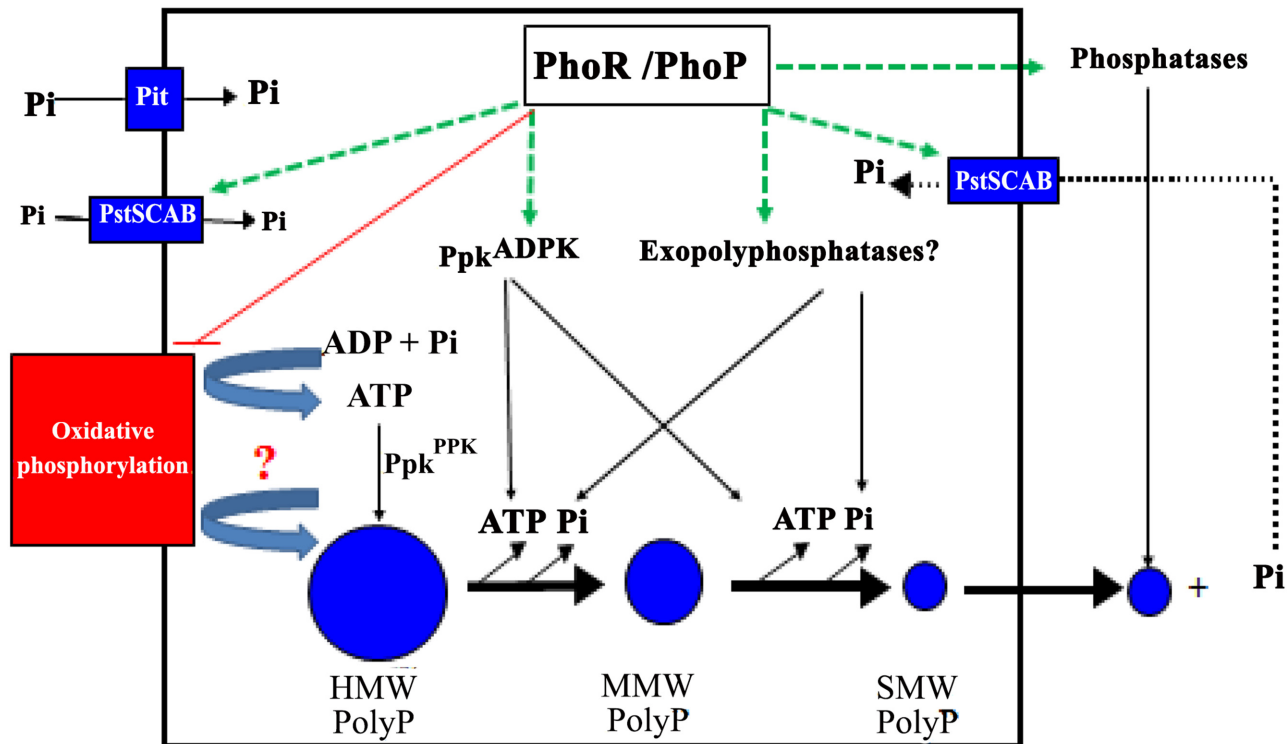 PhoR /PhoP
Phosphatases
Pi
Pit
Pi
Pi
PstSCAB
Pi
PstSCAB
Pi
Ppk ADPK
Exopolyphosphatases?
ADP + Pi
ATP
Oxidative
phosphorylation
?
Ppk PPK
ATP Pi
ATP Pi
+
Pi
HMW
PolyP
MMW
PolyP
SMW
PolyP